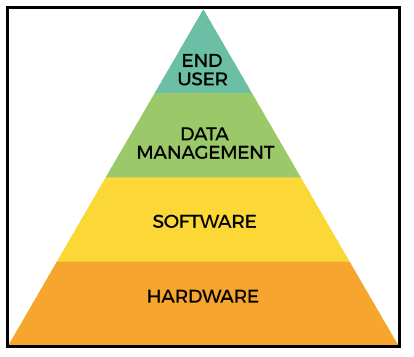 END
USER
DATA
MANAGEMENT
SOFTWARE
HARDWARE